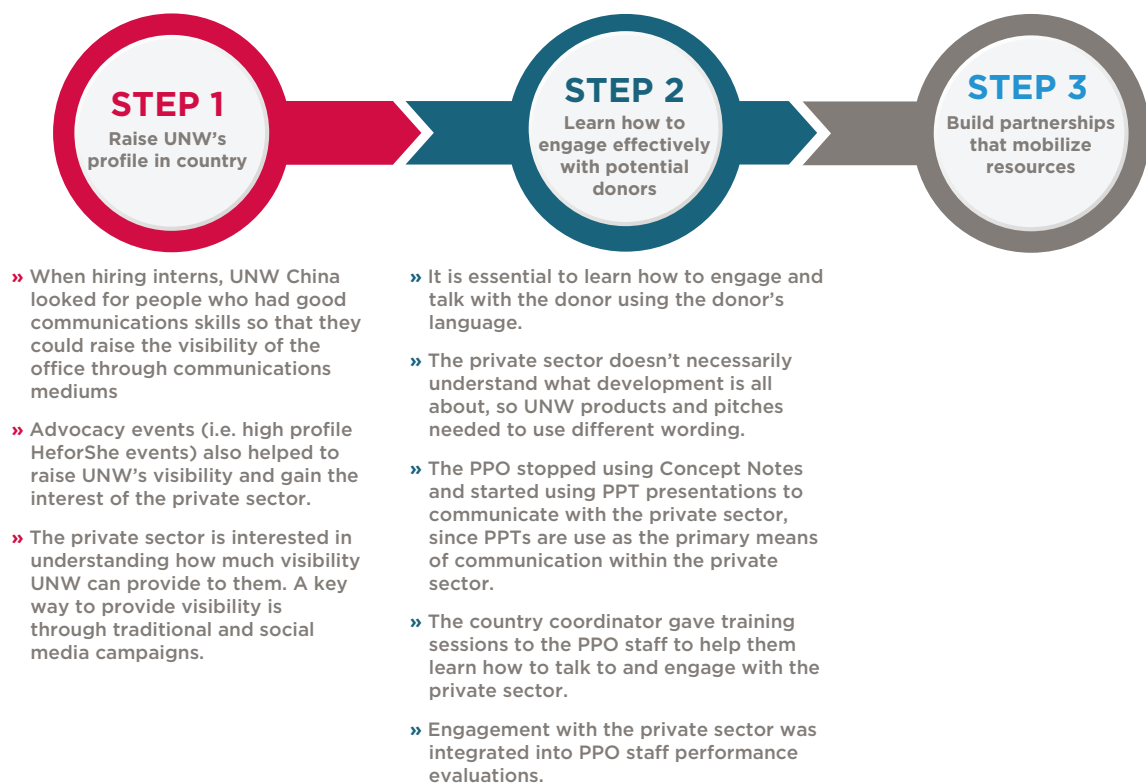 STEP 1
Raise UNW's
profile in country
STEP 2
Learn how to
engage effectively
with potential
donors
STEP 3
Build partnerships
that mobilize
resources
» When hiring interns, UNW China
looked for people who had good
communications skills so that they
could raise the visibility of the
office through communications
mediums
» Advocacy events (i.e. high profile
HeforShe events) also helped to
raise UNW's visibility and gain the
interest of the private sector.
» The private sector is interested in
understanding how much visibility
UNW can provide to them. A key
way to provide visibility is
through traditional and social
media campaigns.
» It is essential to learn how to engage and
talk with the donor using the donor's
language.
» The private sector doesn't necessarily
understand what development is all
about, so UNW products and pitches
needed to use different wording.
» The PPO stopped using Concept Notes
and started using PPT presentations to
communicate with the private sector,
since PPTs are use as the primary means
of communication within the private
sector.
» The country coordinator gave training
sessions to the PPO staff to help them
learn how to talk to and engage with the
private sector.
» Engagement with the private sector was
integrated into PPO staff performance
evaluations.